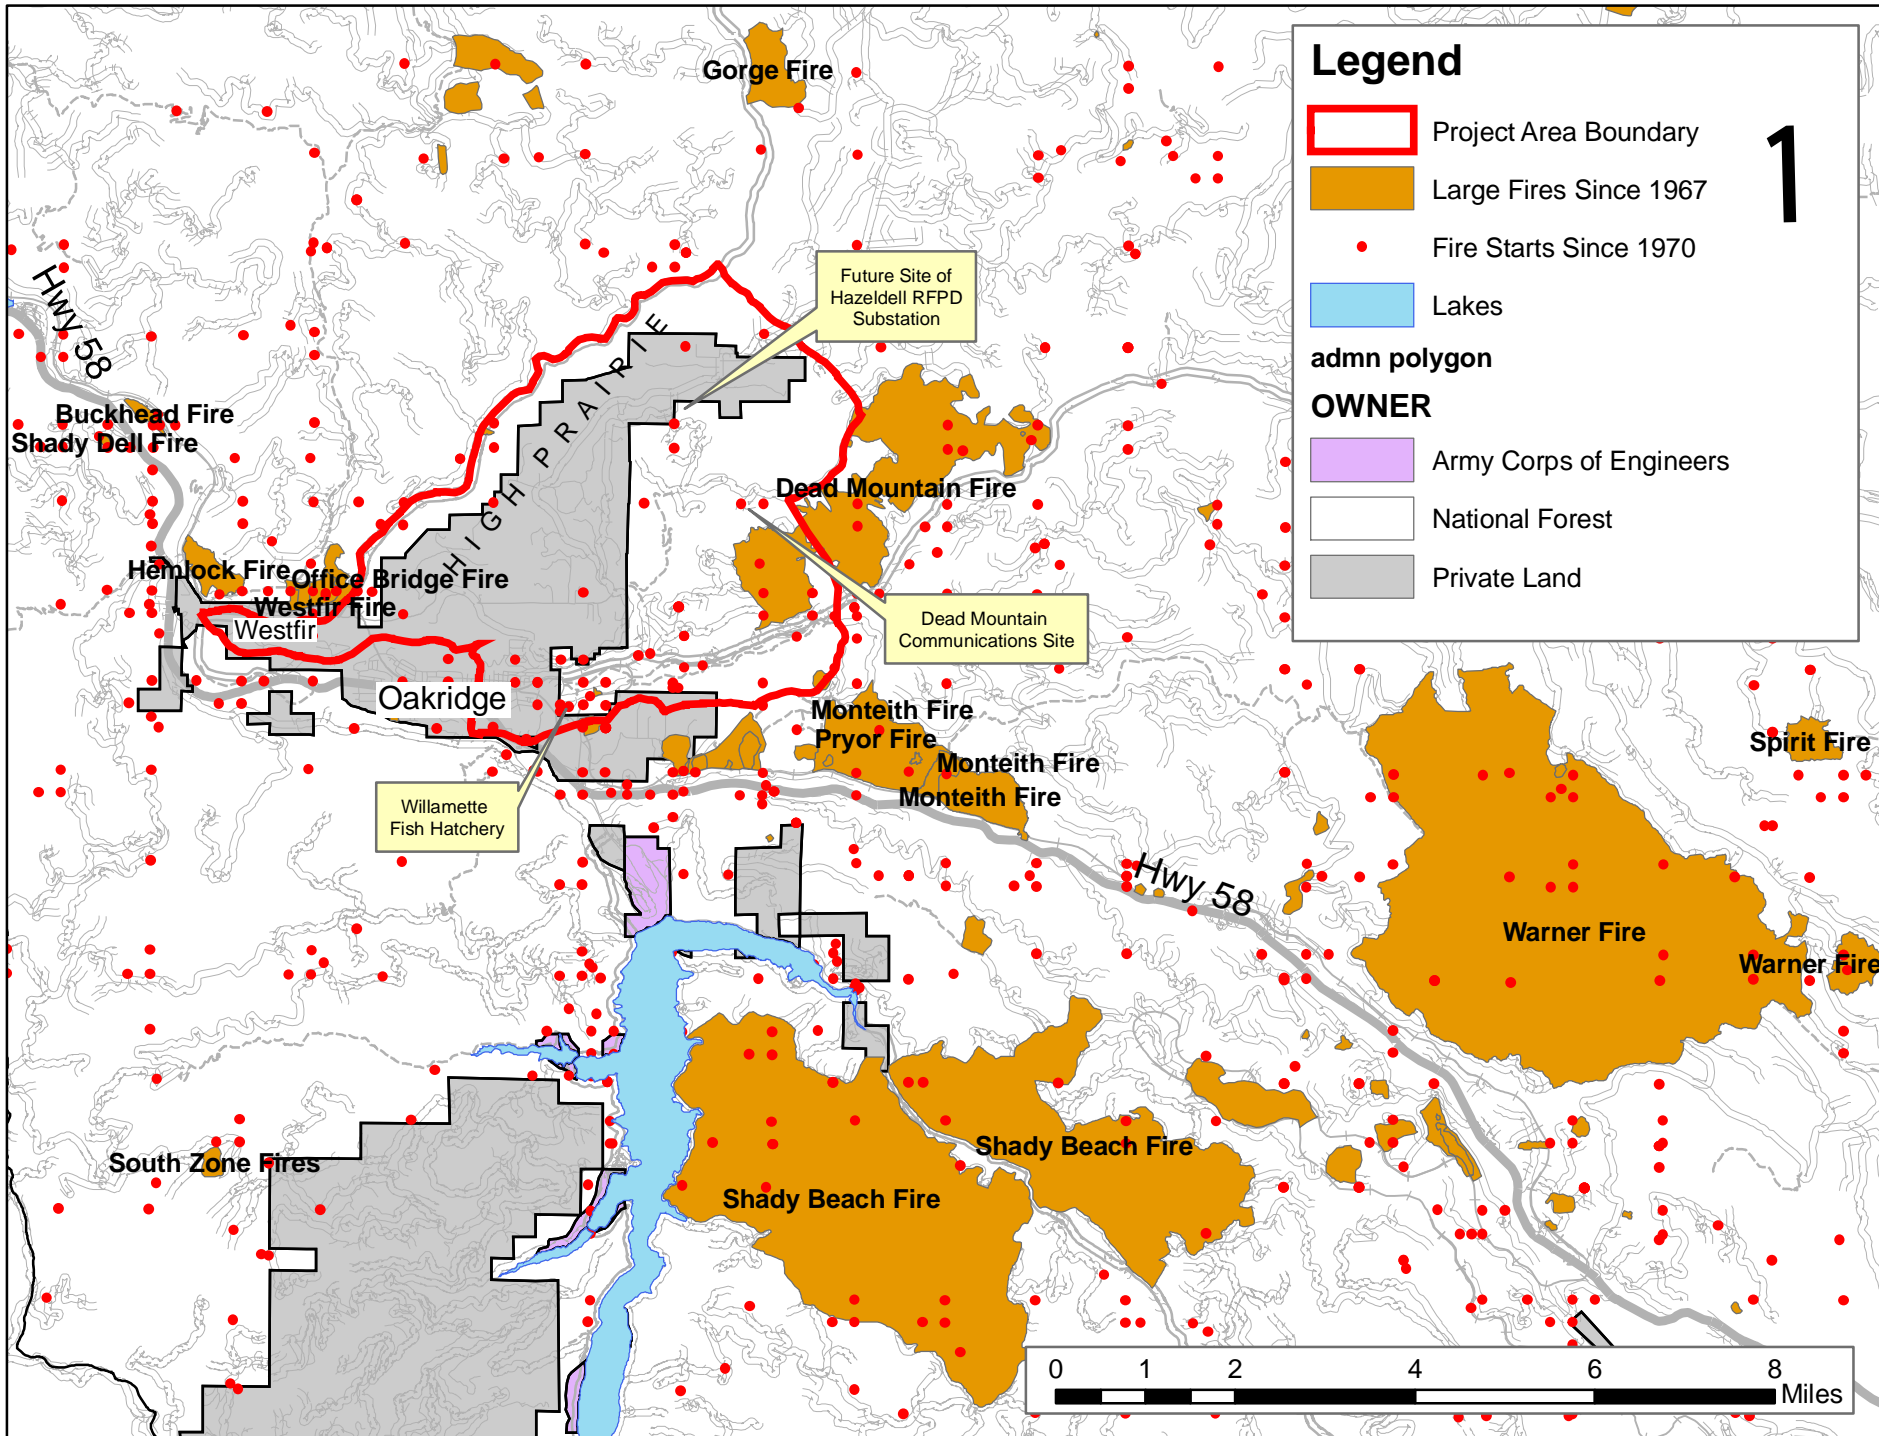 Gorge Fire
Legend
Project Area Boundary
1
Large Fires Since 1967
Fire Starts Since 1970
Lakes
admn polygon
OWNER
Army Corps of Engineers
National Forest
Private Land
Future Site of
Hazeldell RFPD
Substation
Hwy 58
HIGH PRAIRIE
Buckhead Fire
Shady Dell Fire
Dead Mountain Fire
Hemlock Fire
Office Bridge Fire
Westfir Fire
Westfir
Dead Mountain
Communications Site
Oakridge
Monteith Fire
Pryor Fire
Monteith Fire
Monteith Fire
Spirit Fire
Willamette
Fish Hatchery
Hwy 58
Warner Fire
Warner Fire
Shady Beach Fire
South Zone Fires
Shady Beach Fire
0 1 2 4 6 8
Miles